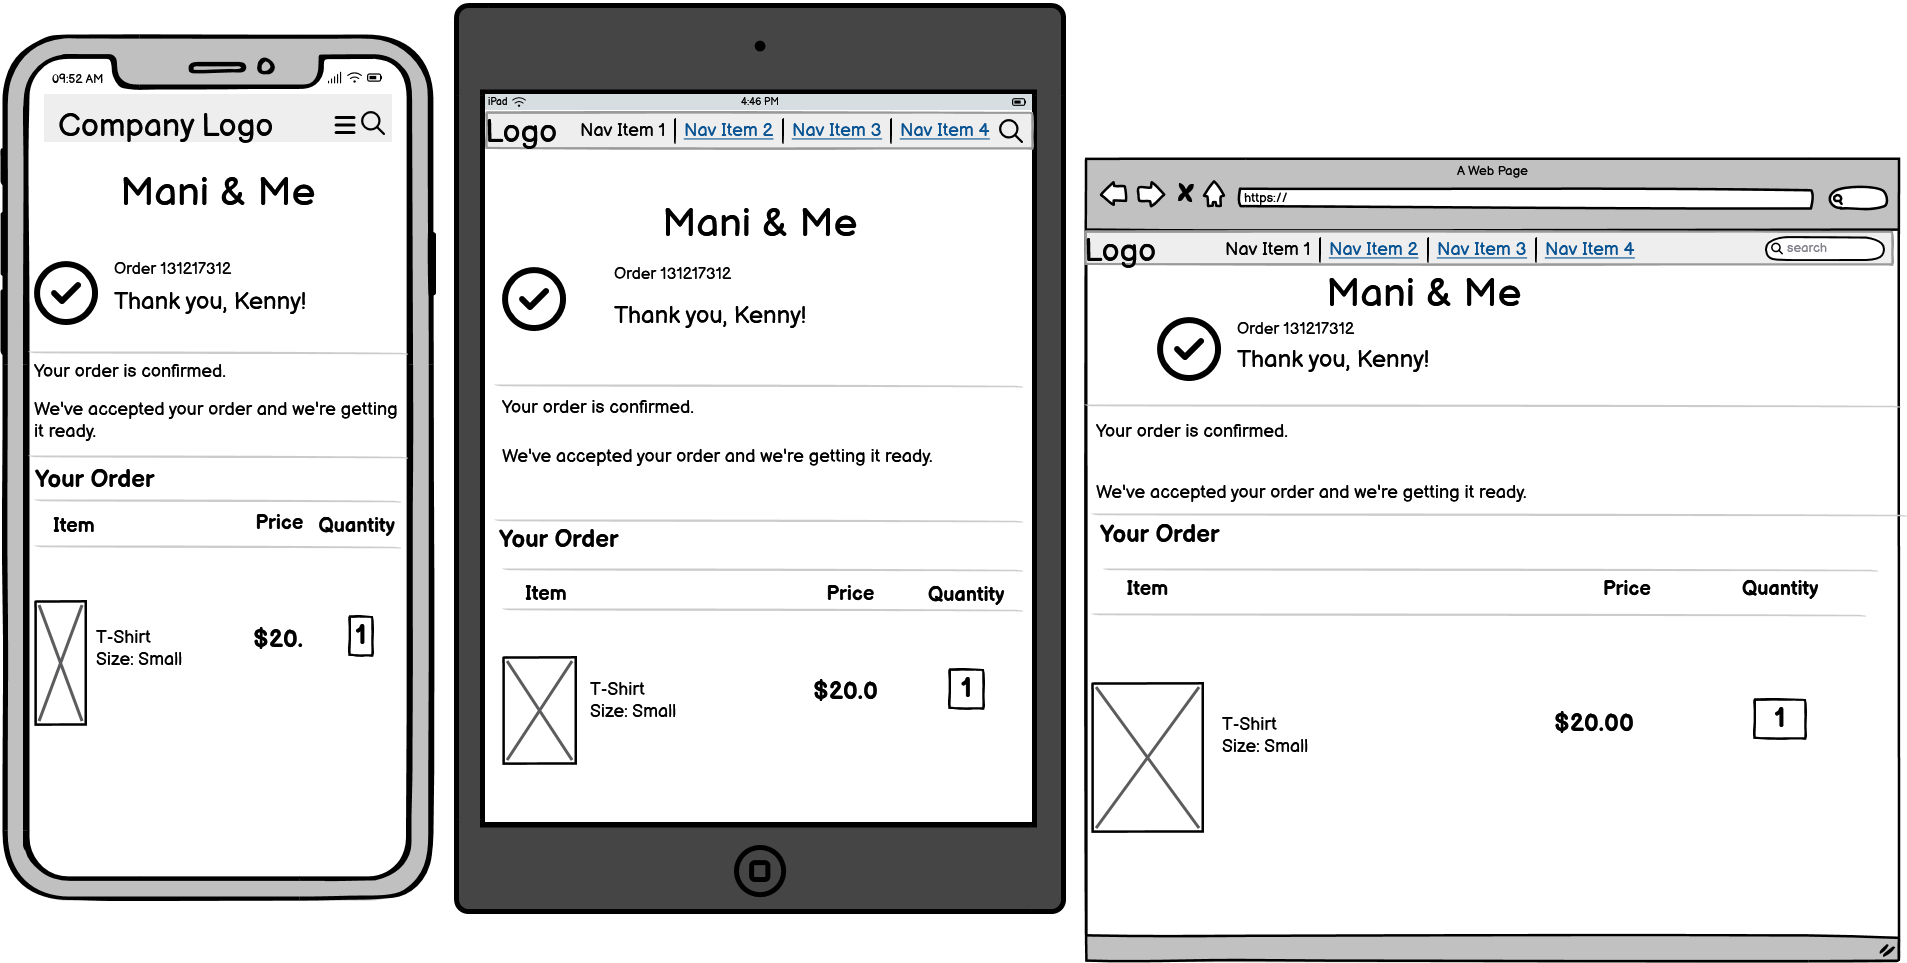 09:52 AM
Company Logo
Mani & Me
Order 131217312
Thank you, Kenny!
Your order is confirmed.
We've accepted your order and we're getting
it ready.
Your Order
Item Price Quantity
T-Shirt
Size: Small
$20.
1
iPad 4:46 PM
Logo Nav Item 1 Nav Item 2 Nav Item 3 Nav Item 4
Mani & Me
Order 131217312
Thank you, Kenny!
Your order is confirmed.
We've accepted your order and we're getting it ready.
Your Order
Item Price Quantity
T-Shirt
Size: Small
$20.0
1
A Web Page
https://
Logo Nav Item 1 Nav Item 2 Nav Item 3 Nav Item 4 search
Mani & Me
Order 131217312
Thank you, Kenny!
Your order is confirmed.
We've accepted your order and we're getting it ready.
Your Order
Item Price Quantity
T-Shirt
Size: Small
$20.00
1